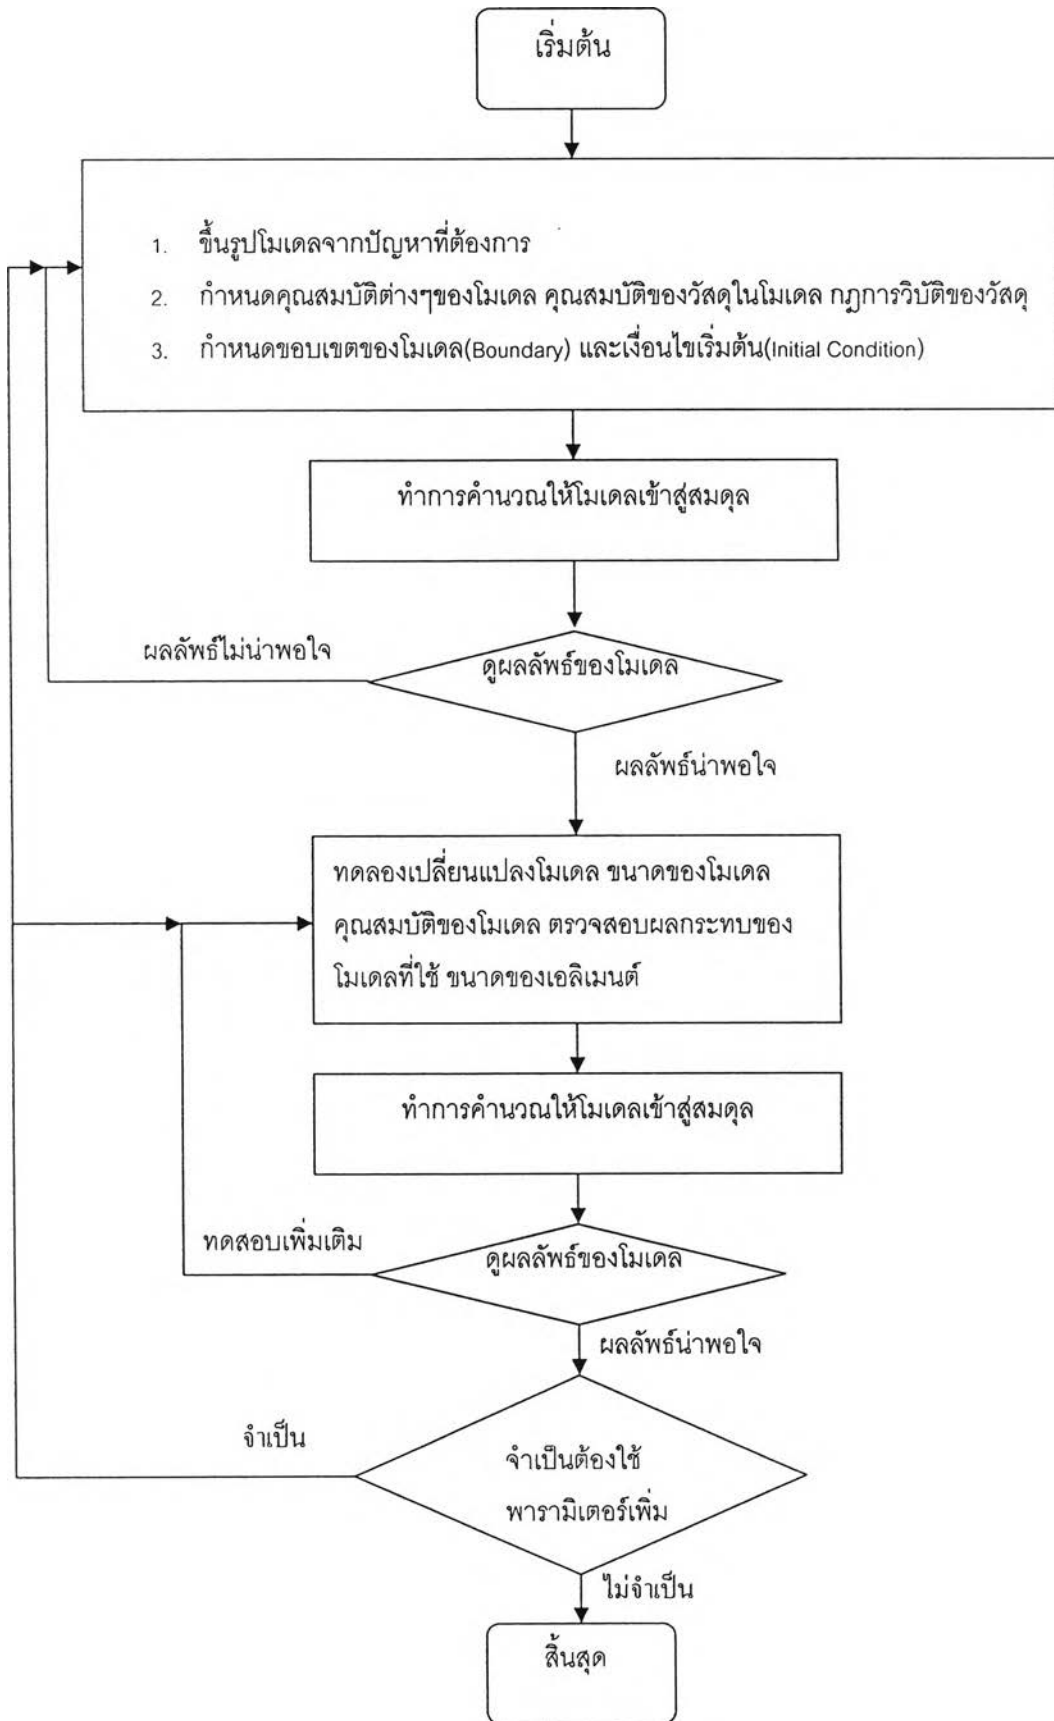 เริ่มต้น
1. ขึ้นรูปโมเดลจากปัญหาที่ต้องการ
2. กำหนดคุณสมบัติต่างๆของโมเดล คุณสมบัติของวัสดุในโมเดล กฎการวิบัติของวัสดุ
3. กำหนดขอบเขตของโมเดล(Boundary) และเงื่อนไขเริ่มต้น(Initial Condition)
ทำการคำนวณให้โมเดลเข้าสู่สมดุล
ผลลัพธ์ไม่น่าพอใจ
ดูผลลัพธ์ของโมเดล
ผลลัพธ์น่าพอใจ
ทดลองเปลี่ยนแปลงโมเดล ขนาดของโมเดล
คุณสมบัติของโมเดล ตรวจสอบผลกระทบของ
โมเดลที่ใช้ ขนาดของเอลิเมนต์
ทำการคำนวณให้โมเดลเข้าสู่สมดุล
ทดสอบเพิ่มเติม
ดูผลลัพธ์ของโมเดล
ผลลัพธ์น่าพอใจ
จำเป็น
จำเป็นต้องใช้
พารามิเตอร์เพิ่ม
ไม่จำเป็น
สิ้นสุด